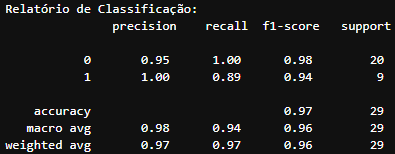 Relatório de Classificação:
precision recall f1-score support
0 0.95 1.00 0.98 20
1 1.00 0.89 0.94 9
accuracy 0.97 29
macro avg 0.98 0.94 0.96 29
weighted avg 0.97 0.97 0.96 29